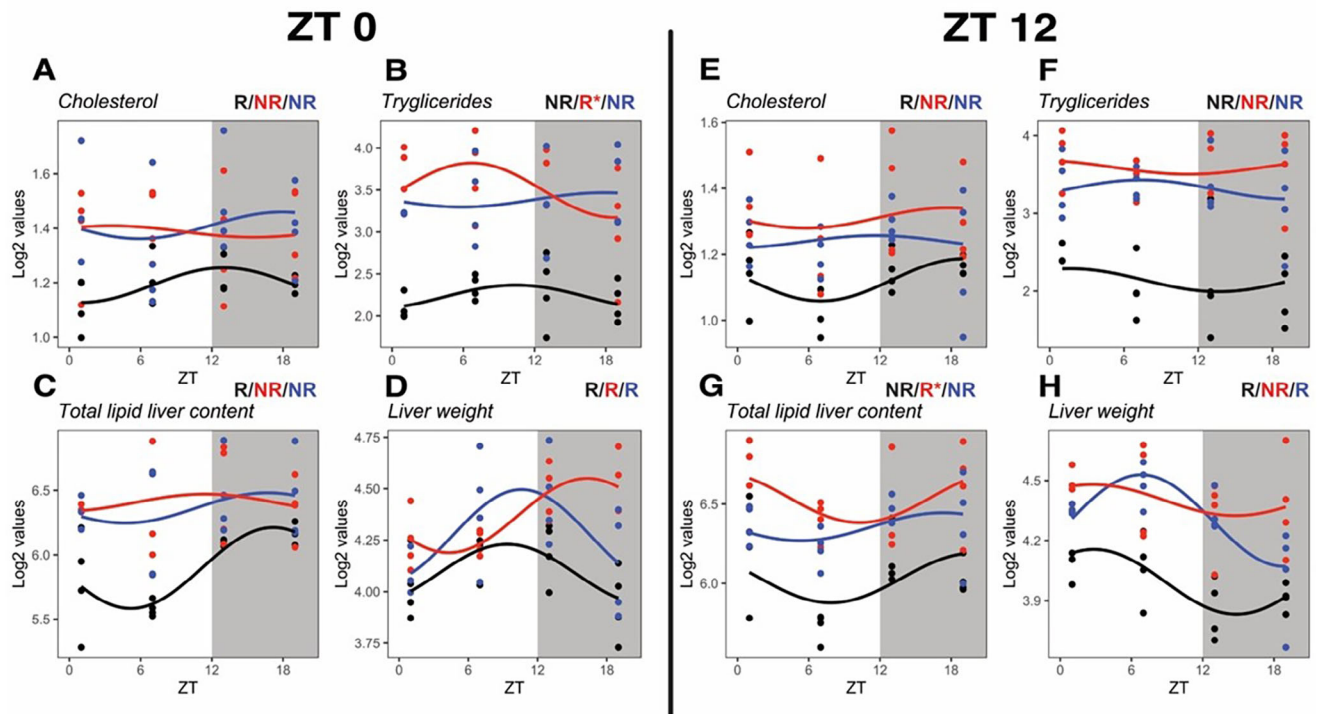 ZT 0
ZT 12
A
Cholesterol
R/NR/NR
Log2 values
1.6
1.4
1.2
1.0
0
6
12
18
ZT
B
Tryglicerides
NR/R*/NR
Log2 values
4.0
3.5
3.0
2.5
2.0
0
6
12
18
ZT
E
Cholesterol
R/NR/NR
Log2 values
1.6
1.4
1.2
1.0
0
6
12
18
ZT
F
Tryglicerides
NR/NR/NR
Log2 values
4
3
2
0
6
12
18
ZT
C
Total lipid liver content
R/NR/NR
Log2 values
6.5
6.0
5.5
0
6
12
18
ZT
D
Liver weight
R/R/R
Log2 values
4.75
4.50
4.25
4.00
3.75
0
6
12
18
ZT
G
Total lipid liver content
NR/R*/NR
Log2 values
6.5
6.0
0
6
12
18
ZT
H
Liver weight
R/NR/R
Log2 values
4.5
4.2
3.9
0
6
12
18
ZT